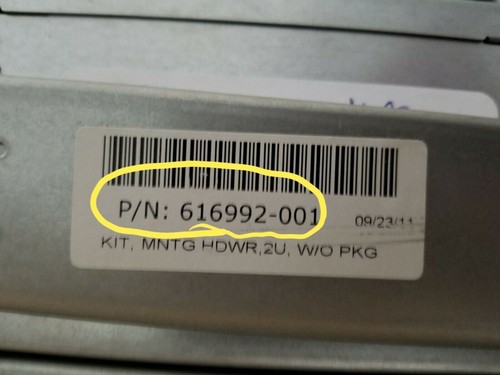 P/N: 616992-001
09/23/11
KIT, MNTG HDWR,2U, W/O PKG